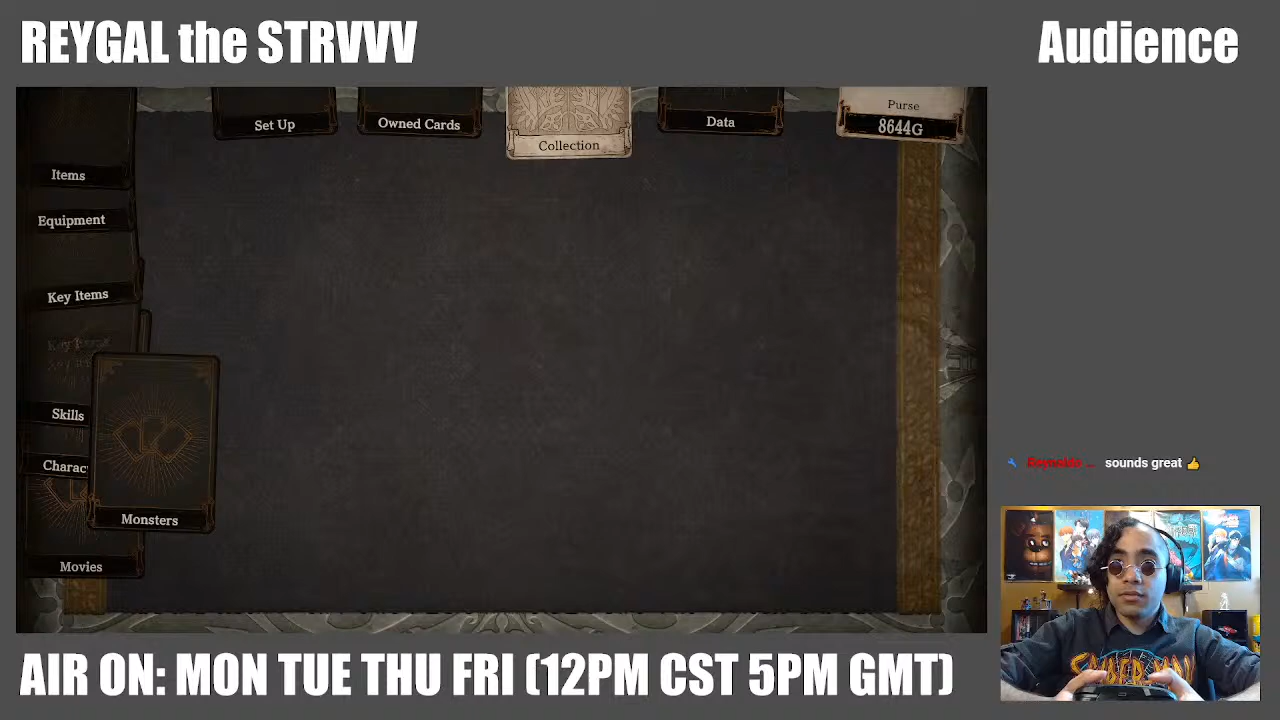 REYGAL the STRVVV
Audience
Set Up
Owned Cards
Collection
Data
Purse
8644G
Items
Equipment
Key Items
Skills
Charac
Monsters
Movies
sounds great 👍
AIR ON: MON TUE THU FRI (12PM CST 5PM GMT)